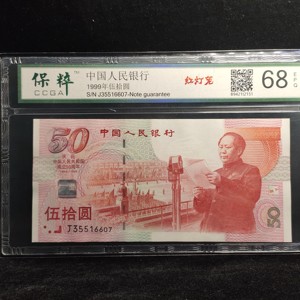 保粹
CCGA
中国人民银行
1999年伍拾圆
S/N J35516607-Note guarantee
红灯笼
68 EPQ
50
中国人民银行
伍拾圆
J35516607
50